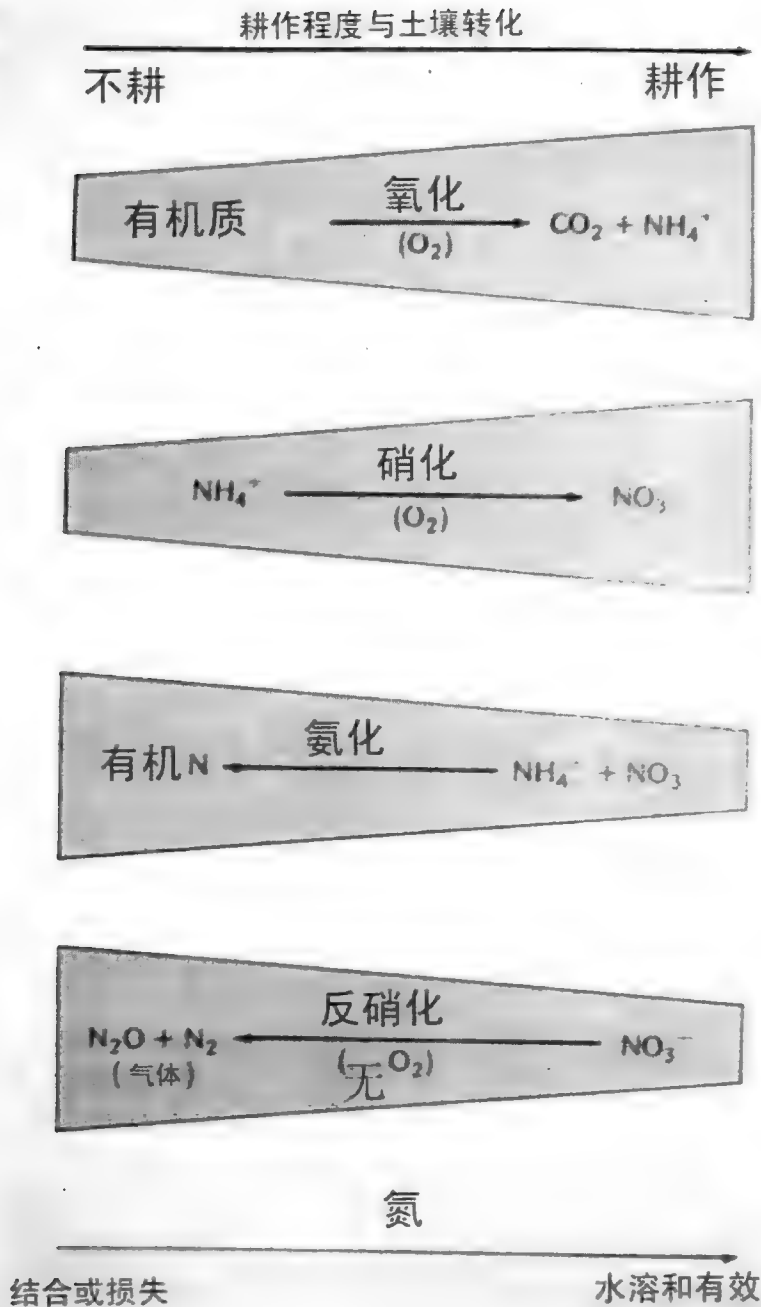 耕作程度与土壤转化
不耕 耕作
氧化
有机质 CO₂ + NH₄⁺
(O₂)
硝化
NH₄⁺ NO₃
(O₂)
氨化
有机N NH₄⁻ + NO₃
反硝化
N₂O + N₂ NO₃⁻
(气体) (无O₂)
氮
结合或损失 水溶和有效